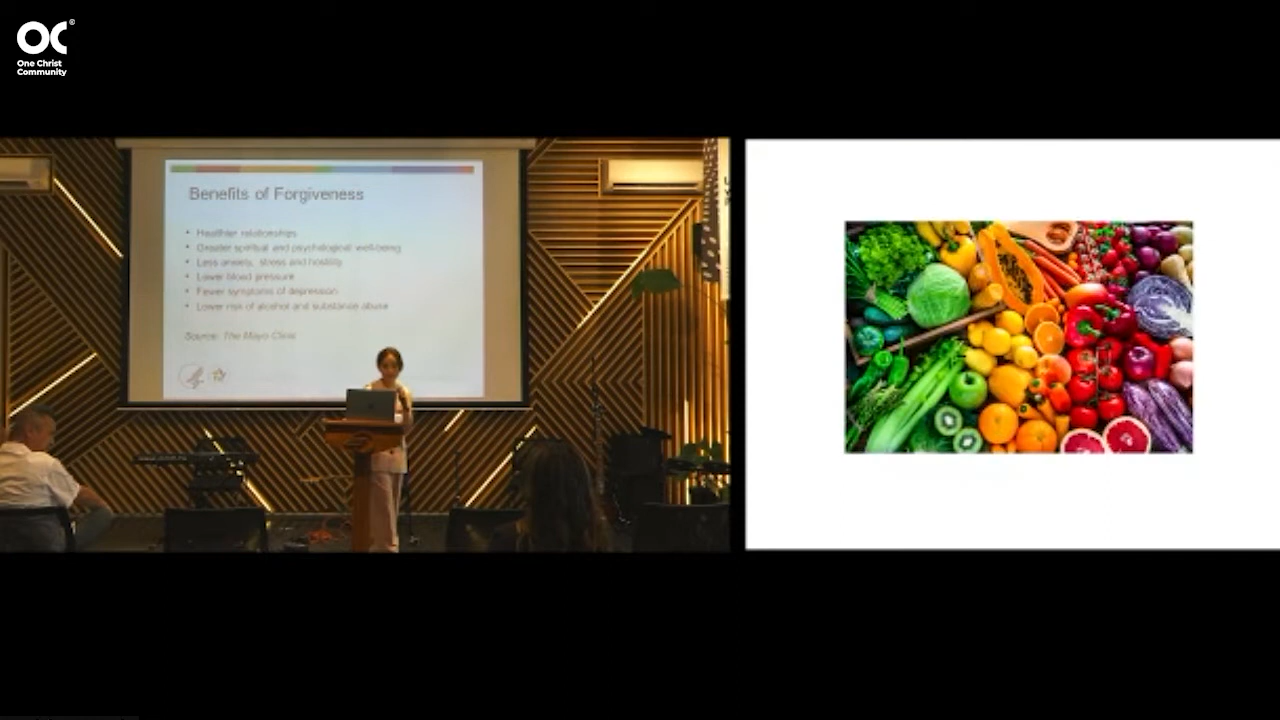 OC®
One Christ
Community
Benefits of Forgiveness
• Healthier relationships
• Greater spiritual and psychological well-being
• Less anxiety, stress and hostility
• Lower blood pressure
• Fewer symptoms of depression
• Lower risk of alcohol and substance abuse
Source: The Mayo Clinic